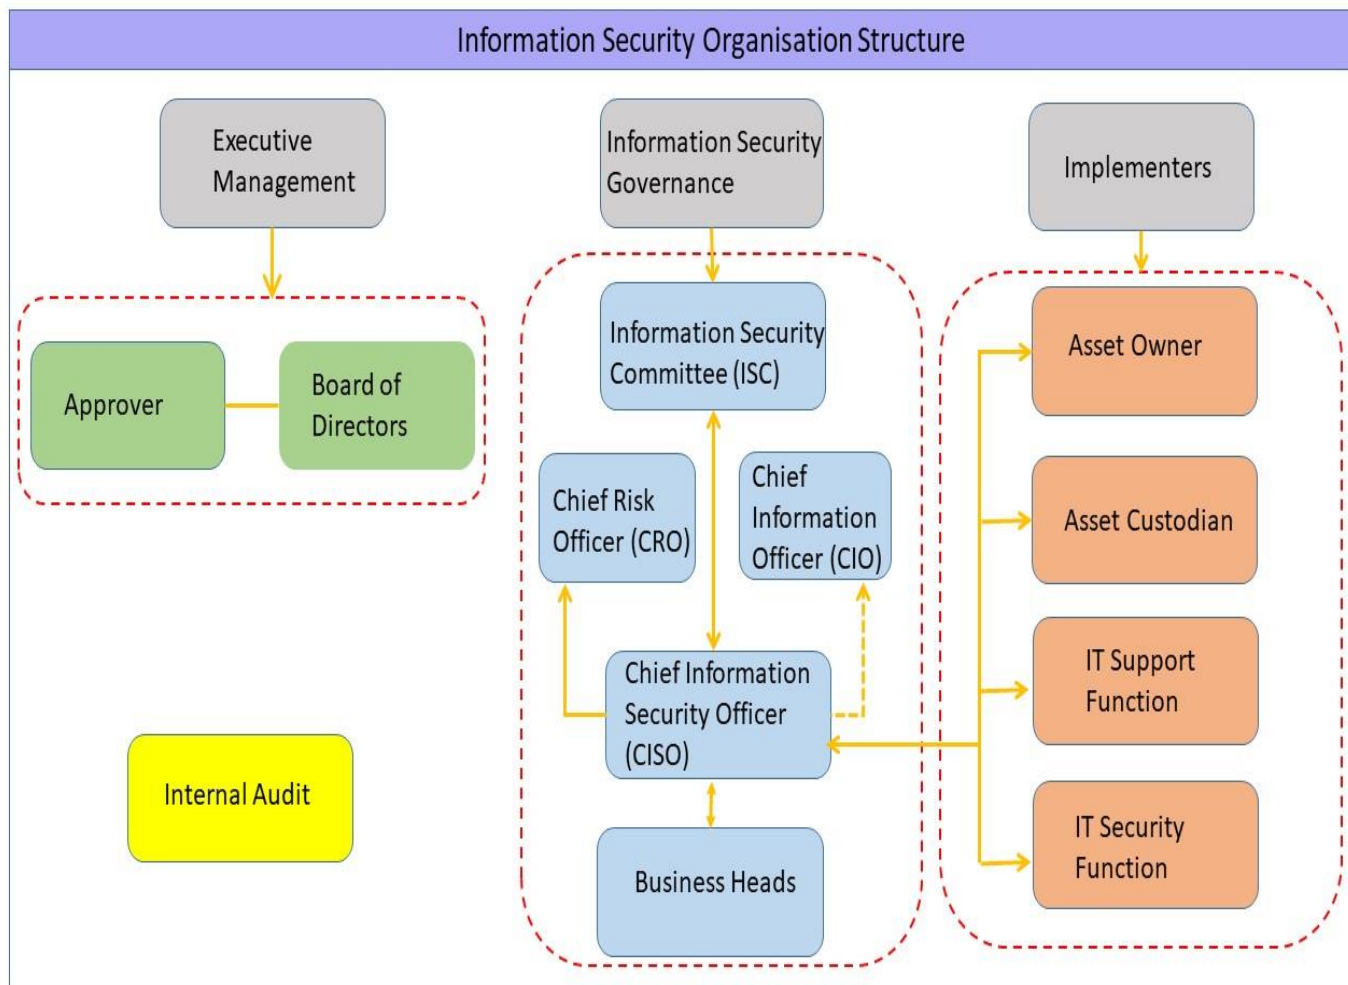 Information Security Organisation Structure
Executive
Management
Information Security
Governance
Implementers
Approver
Board of
Directors
Information Security
Committee (ISC)
Chief Risk
Officer (CRO)
Chief
Information
Officer (CIO)
Chief Information
Security Officer
(CISO)
Business Heads
Internal Audit
Asset Owner
Asset Custodian
IT Support
Function
IT Security
Function